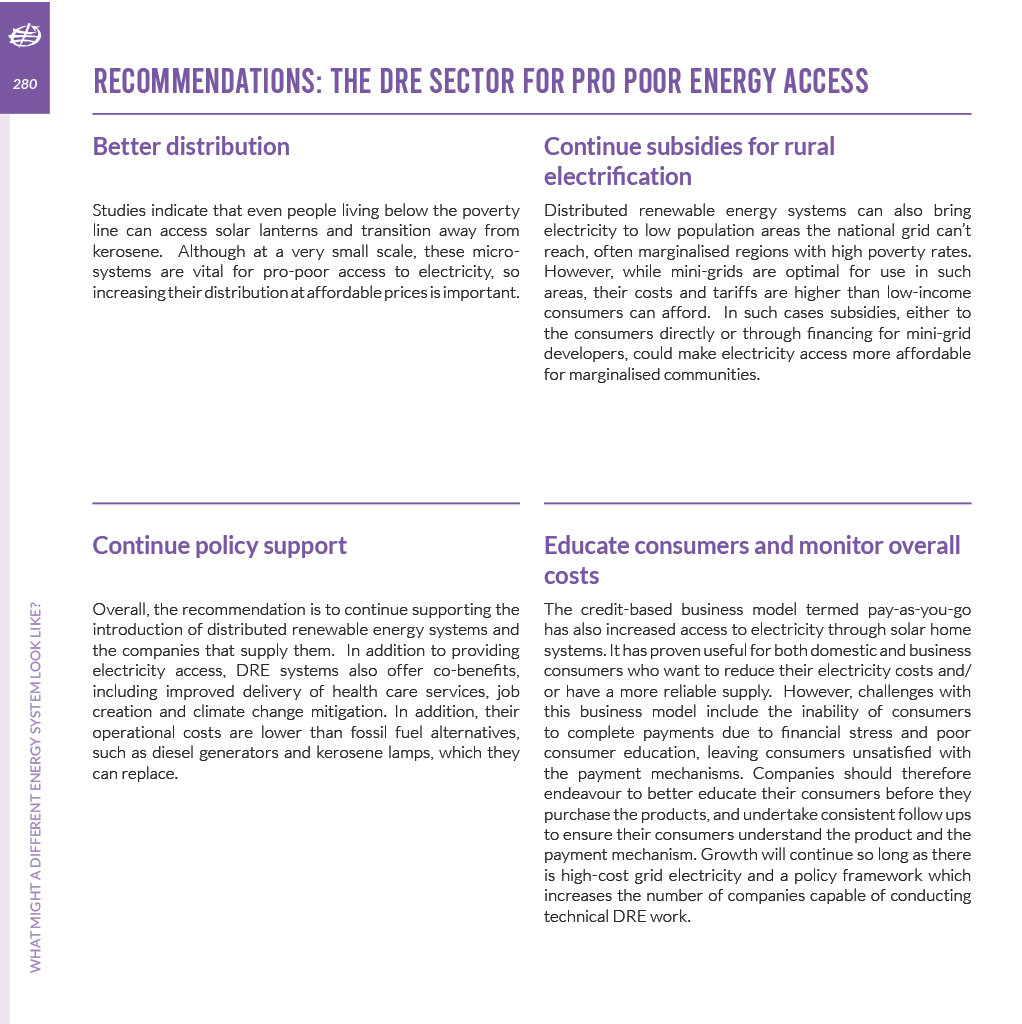 280
RECOMMENDATIONS: THE DRE SECTOR FOR PRO POOR ENERGY ACCESS
Better distribution
Studies indicate that even people living below the poverty
line can access solar lanterns and transition away from
kerosene. Although at a very small scale, these micro-
systems are vital for pro-poor access to electricity, so
increasing their distribution at affordable prices is important.
Continue subsidies for rural
electrification
Distributed renewable energy systems can also bring
electricity to low population areas the national grid can't
reach, often marginalised regions with high poverty rates.
However, while mini-grids are optimal for use in such
areas, their costs and tariffs are higher than low-income
consumers can afford. In such cases subsidies, either to
the consumers directly or through financing for mini-grid
developers, could make electricity access more affordable
for marginalised communities.
Continue policy support
Overall, the recommendation is to continue supporting the
introduction of distributed renewable energy systems and
the companies that supply them. In addition to providing
electricity access, DRE systems also offer co-benefits,
including improved delivery of health care services, job
creation and climate change mitigation. In addition, their
operational costs are lower than fossil fuel alternatives,
such as diesel generators and kerosene lamps, which they
can replace.
Educate consumers and monitor overall
costs
The credit-based business model termed pay-as-you-go
has also increased access to electricity through solar home
systems. It has proven useful for both domestic and business
consumers who want to reduce their electricity costs and/
or have a more reliable supply. However, challenges with
this business model include the inability of consumers
to complete payments due to financial stress and poor
consumer education, leaving consumers unsatisfied with
the payment mechanisms. Companies should therefore
endeavour to better educate their consumers before they
purchase the products, and undertake consistent follow ups
to ensure their consumers understand the product and the
payment mechanism. Growth will continue so long as there
is high-cost grid electricity and a policy framework which
increases the number of companies capable of conducting
technical DRE work.
WHAT MIGHT A DIFFERENT ENERGY SYSTEM LOOK LIKE?